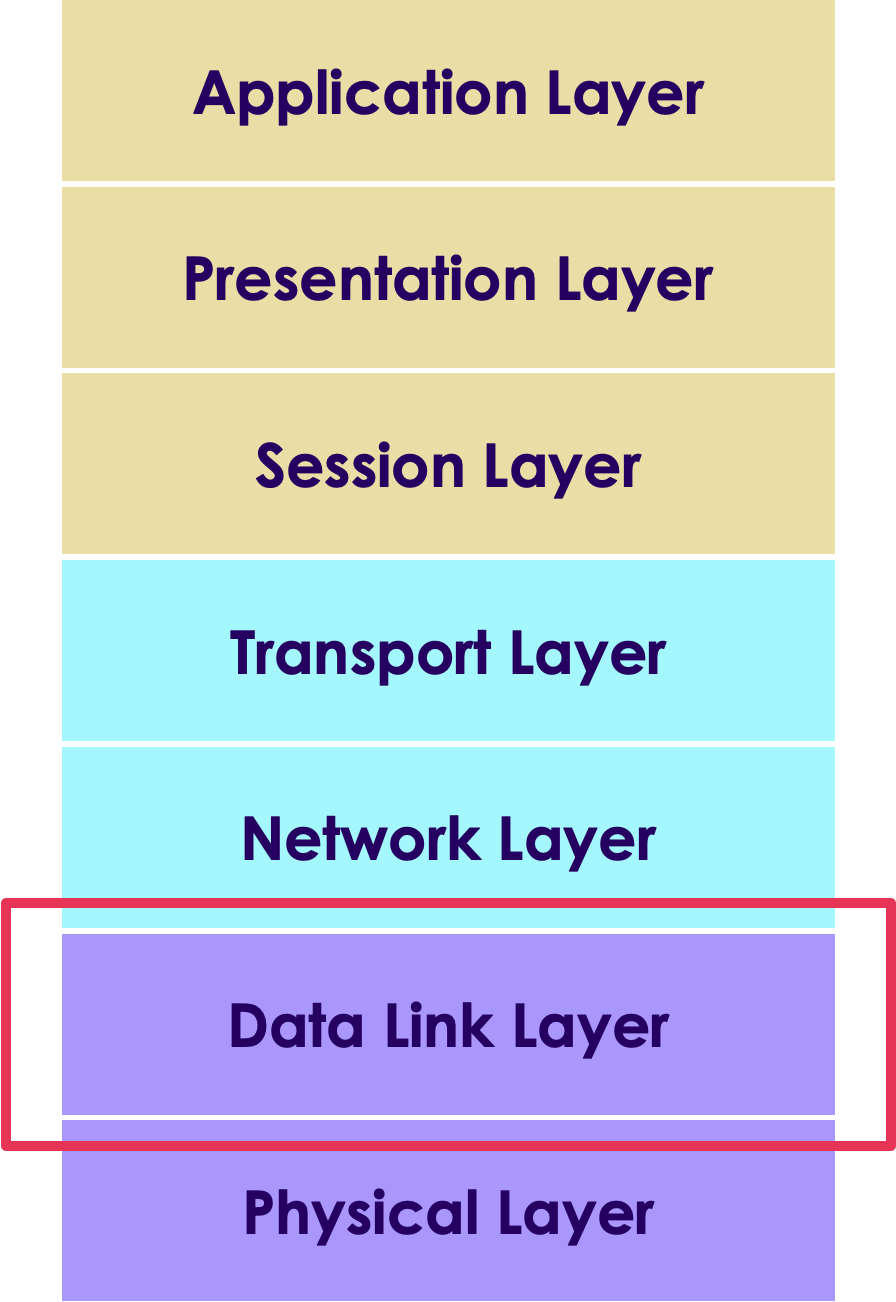 Application Layer
Presentation Layer
Session Layer
Transport Layer
Network Layer
Data Link Layer
Physical Layer